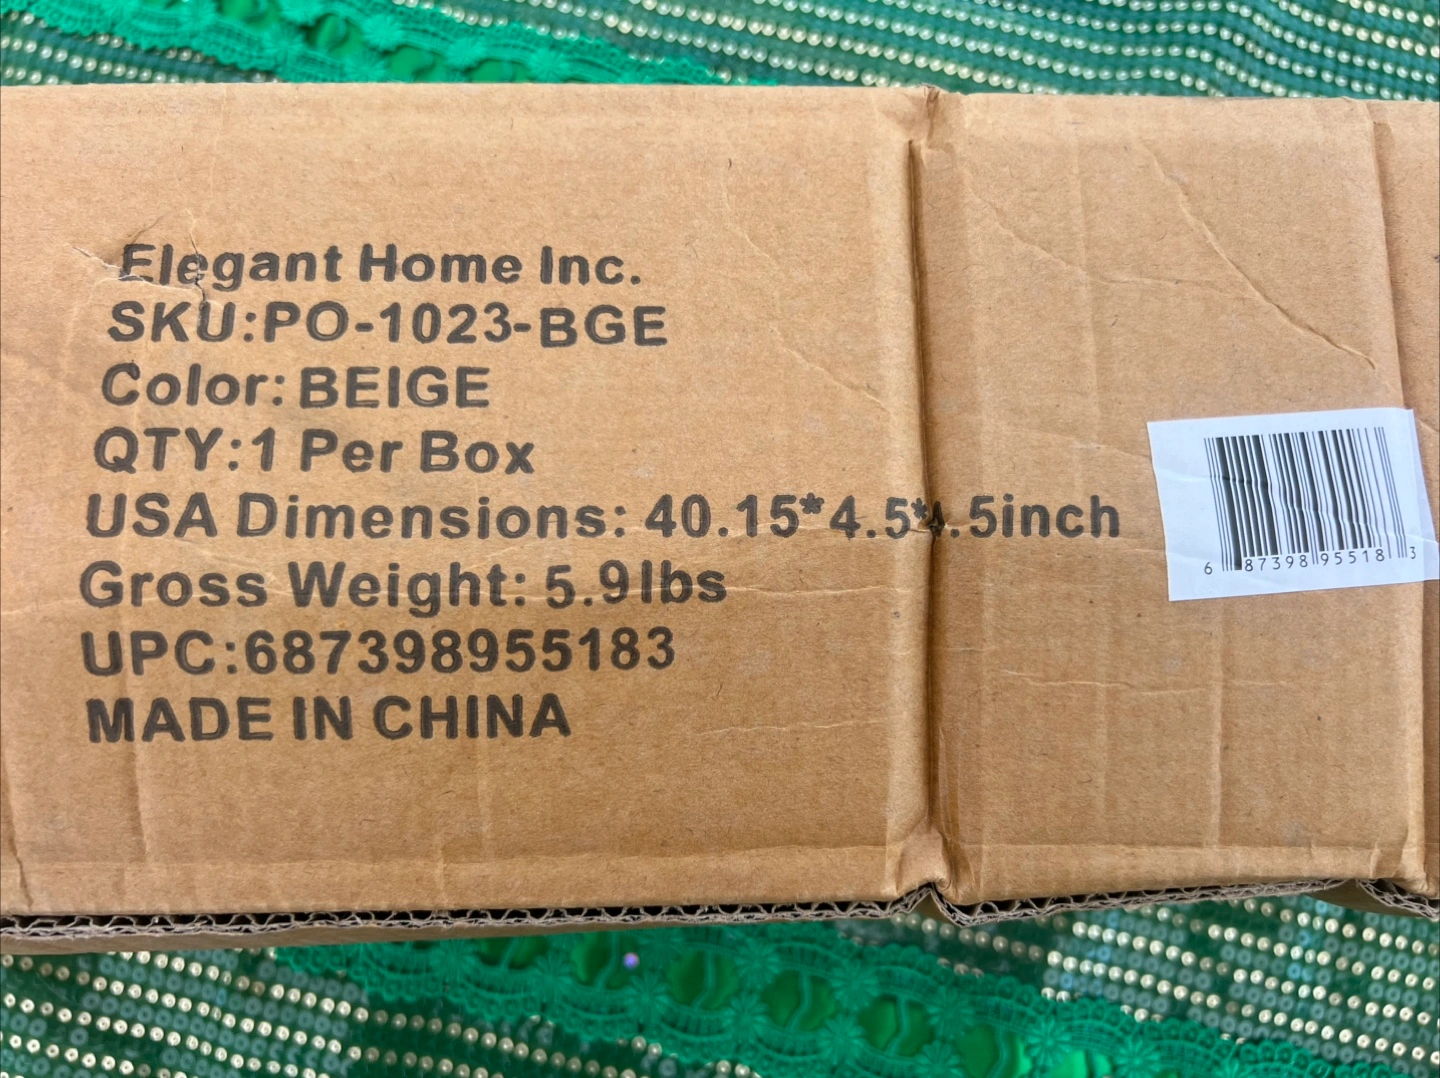 Elegant Home Inc.
SKU:PO-1023-BGE
Color: BEIGE
QTY:1 Per Box
USA Dimensions: 40.15*4.5*4.5inch
Gross Weight: 5.9lbs
UPC:687398955183
MADE IN CHINA
6 87398 95518 3